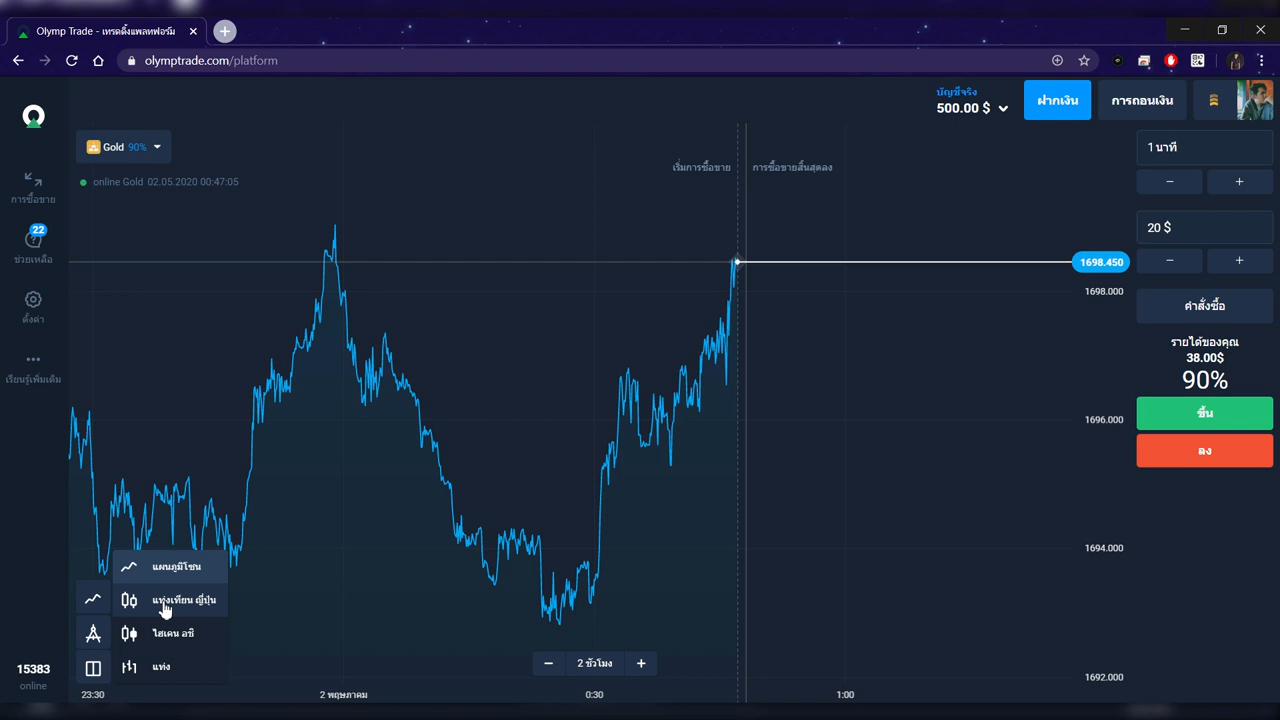 Olymp Trade - เทรดดิ้งแพลทฟอร์ม
olymptrade.com/platform
บัญชีจริง
500.00 $
ฝากเงิน
การถอนเงิน
Gold 90%
1 นาที
เริ่มการซื้อขาย
การซื้อขายสิ้นสุดลง
online Gold 02.05.2020 00:47:05
− +
การซื้อขาย
22
20 $
ช่วยเหลือ
− +
1698.450
1698.000
ตั้งค่า
คำสั่งซื้อ
รายได้ของคุณ
38.00$
90%
เรียนรู้เพิ่มเติม
ขึ้น
1696.000
ลง
1694.000
แผนภูมิโซน
แท่งเทียน ญี่ปุ่น
ไฮเคน อชิ
แท่ง
− 2 ชั่วโมง +
15383
online
1692.000
23:30
2 พฤษภาคม
0:30
1:00